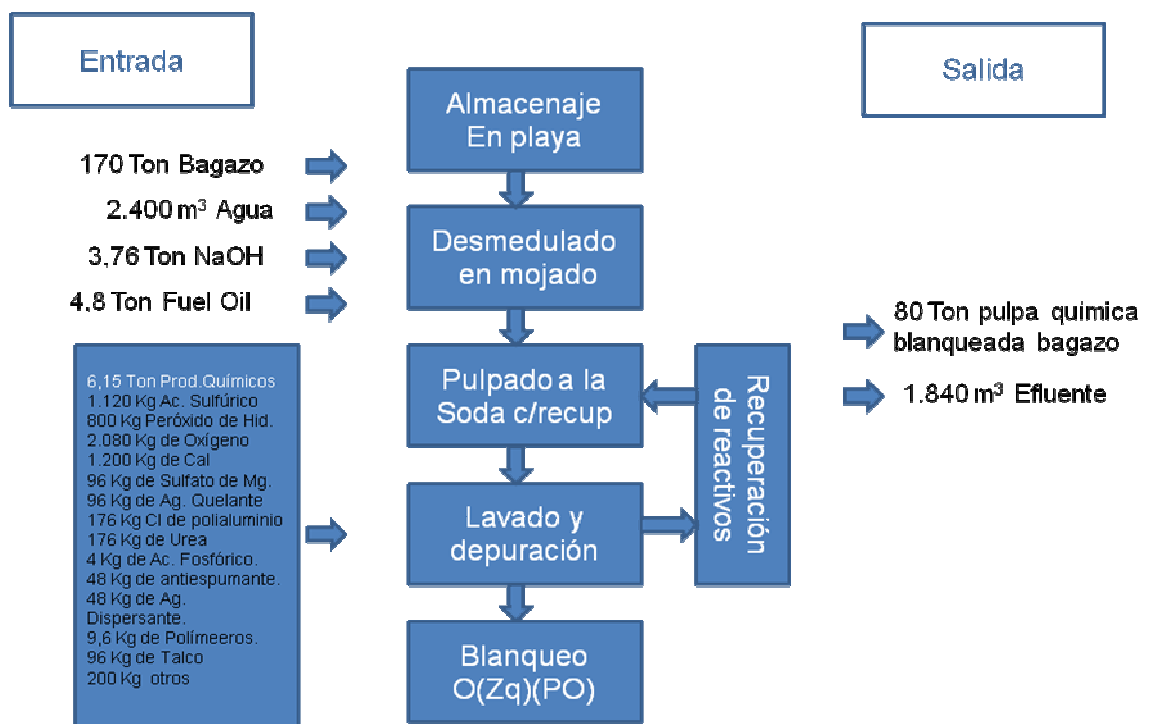 Entrada
Salida
Almacenaje
En playa
170 Ton Bagazo
2.400 m³ Agua
3,76 Ton NaOH
4,8 Ton Fuel Oil
Desmedulado
en mojado
6,15 Ton Prod.Químicos
1.120 Kg Ac. Sulfúrico
800 Kg Peróxido de Hid.
2.080 Kg de Oxígeno
1.200 Kg de Cal
96 Kg de Sulfato de Mg.
96 Kg de Ag. Quelante
176 Kg Cl de polialuminio
176 Kg de Urea
4 Kg de Ac. Fosfórico.
48 Kg de antiespumante.
48 Kg de Ag.
Dispersante.
9,6 Kg de Polímeeros.
96 Kg de Talco
200 Kg otros
Pulpado a la
Soda c/recup
Recuperación
de reactivos
Lavado y
depuración
Blanqueo
O(Zq)(PO)
80 Ton pulpa química
blanqueada bagazo
1.840 m³ Efluente